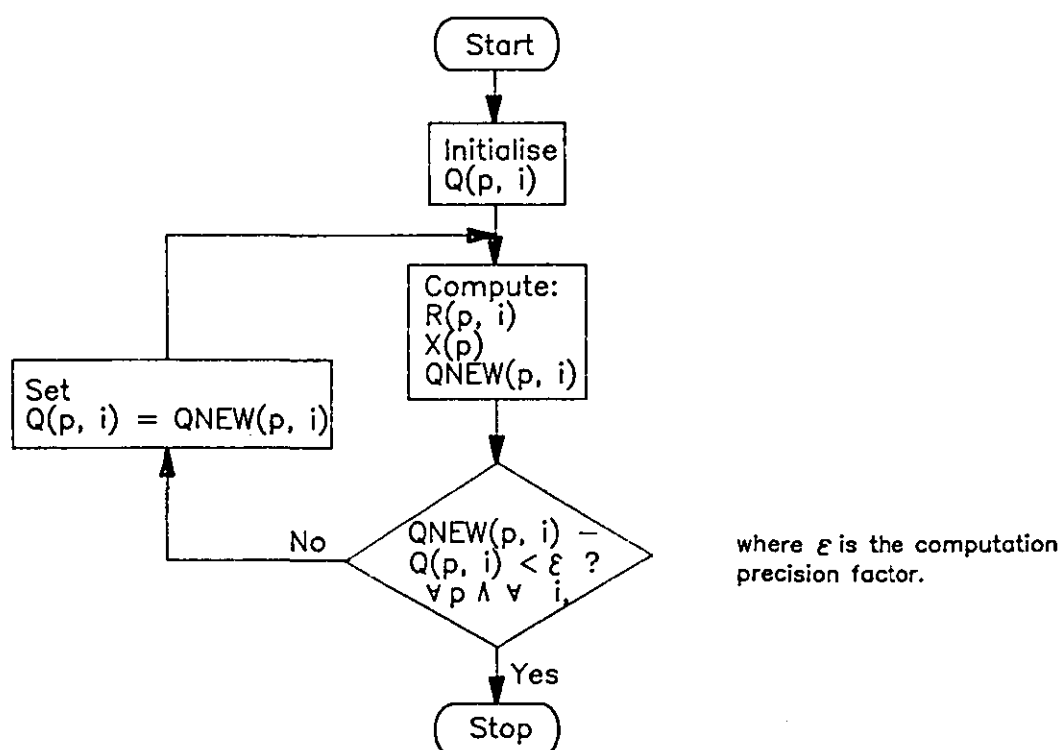 Start
Initialise
Q(p, i)
Compute:
R(p, i)
X(p)
QNEW(p, i)
Set
Q(p, i) = QNEW(p, i)
QNEW(p, i) –
Q(p, i) < ε ?
∀ p ∧ ∀ i,
No
where ε is the computation
precision factor.
Yes
Stop